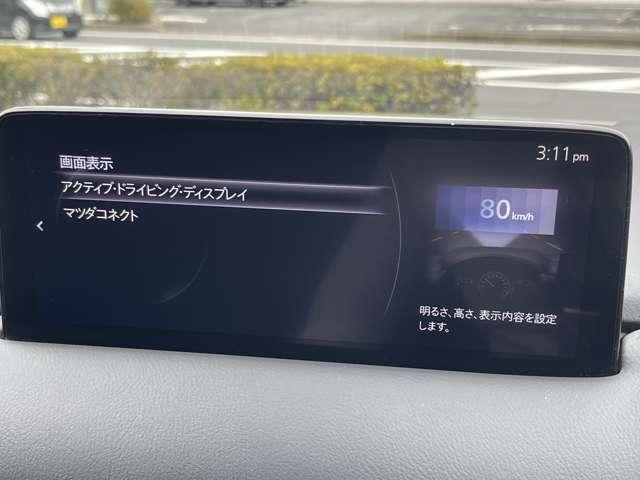 画面表示
3:11 pm
アクティブ・ドライビング・ディスプレイ
マツダコネクト
80 km/h
明るさ、高さ、表示内容を設定
します。